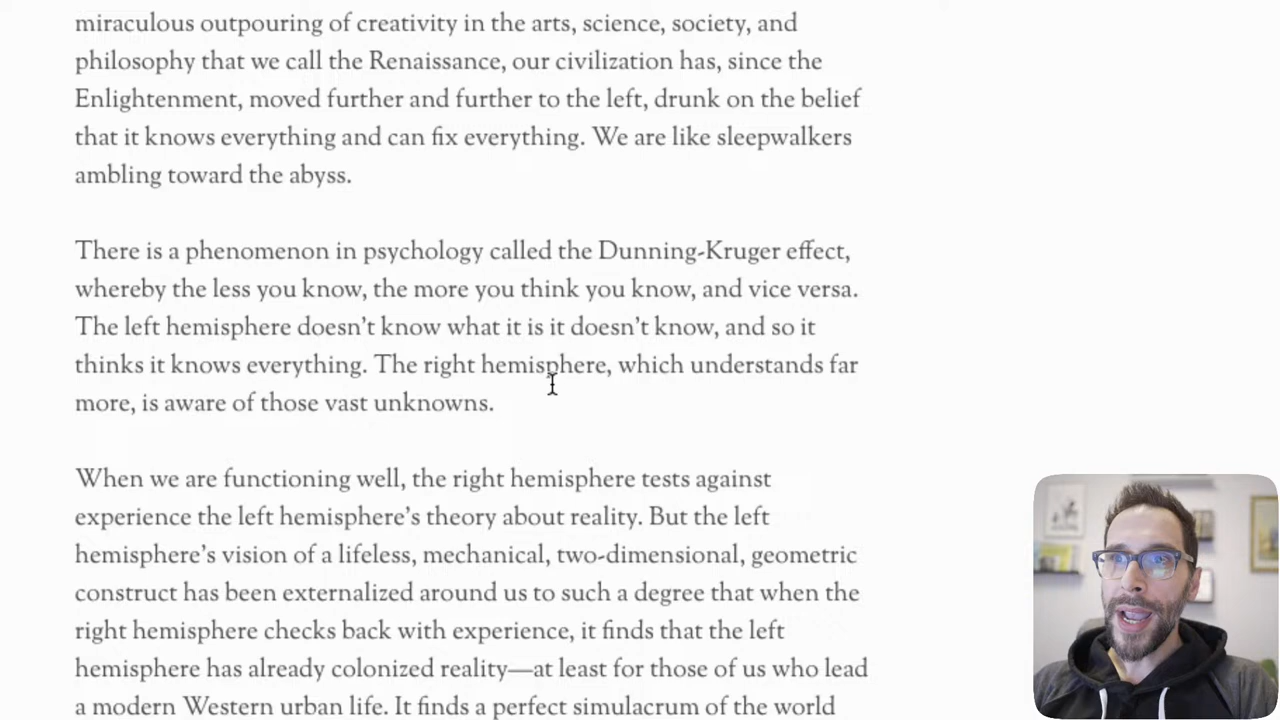 miraculous outpouring of creativity in the arts, science, society, and
philosophy that we call the Renaissance, our civilization has, since the
Enlightenment, moved further and further to the left, drunk on the belief
that it knows everything and can fix everything. We are like sleepwalkers
ambling toward the abyss.
There is a phenomenon in psychology called the Dunning-Kruger effect,
whereby the less you know, the more you think you know, and vice versa.
The left hemisphere doesn’t know what it is it doesn’t know, and so it
thinks it knows everything. The right hemisphere, which understands far
more, is aware of those vast unknowns.
When we are functioning well, the right hemisphere tests against
experience the left hemisphere’s theory about reality. But the left
hemisphere’s vision of a lifeless, mechanical, two-dimensional, geometric
construct has been externalized around us to such a degree that when the
right hemisphere checks back with experience, it finds that the left
hemisphere has already colonized reality—at least for those of us who lead
a modern Western urban life. It finds a perfect simulacrum of the world